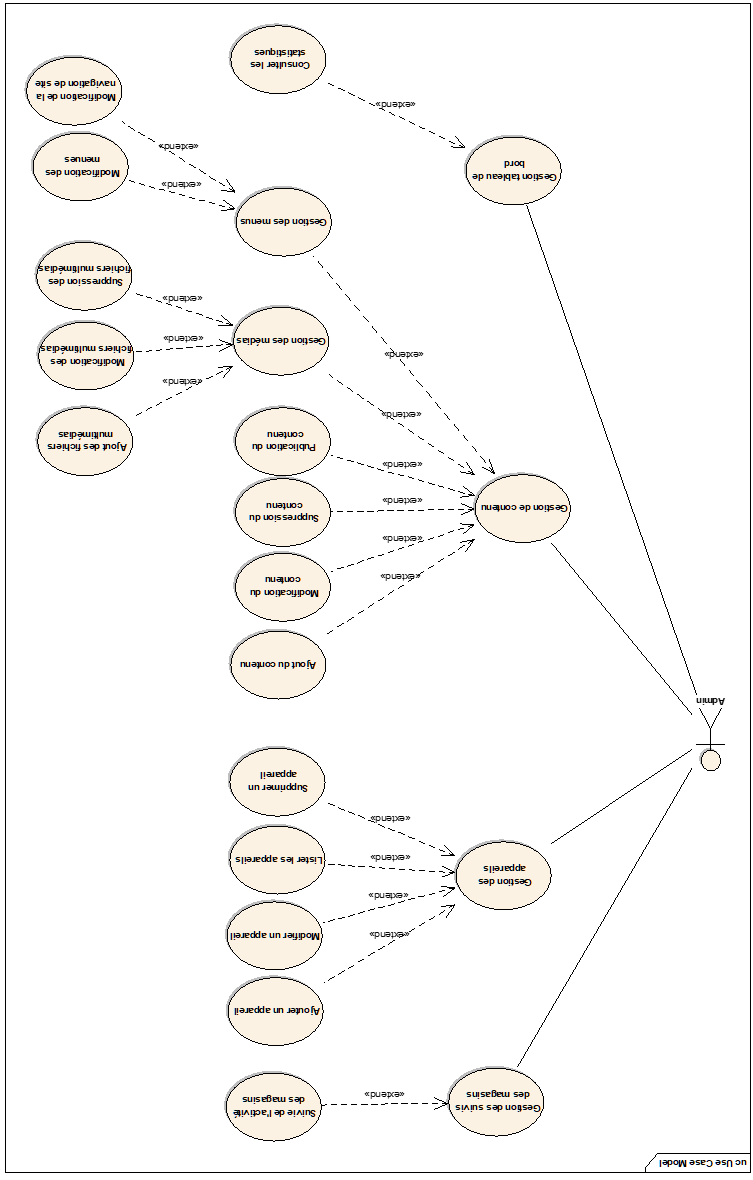 uc Use Case Model
Gestion des suivis
des magasins
«extend»
Suivie de l'activité
des magasins
Ajouter un appareil
«extend»
Modifier un appareil
«extend»
Gestion des
appareils
«extend»
Lister les appareils
«extend»
Supprimer un
appareil
Admin
Ajout du contenu
«extend»
Modification du
contenu
«extend»
Gestion de contenu
«extend»
Suppression du
contenu
«extend»
Publication du
contenu
«extend»
Ajout des fichiers
multimédias
«extend»
«extend»
Gestion des médias
«extend»
Modification des
fichiers multimédias
«extend»
Suppression des
fichiers multimédias
Gestion des menus
«extend»
Modification des
menues
«extend»
Modification de la
navigation de site
Gestion tableau de
bord
«extend»
Consulter les
statistiques